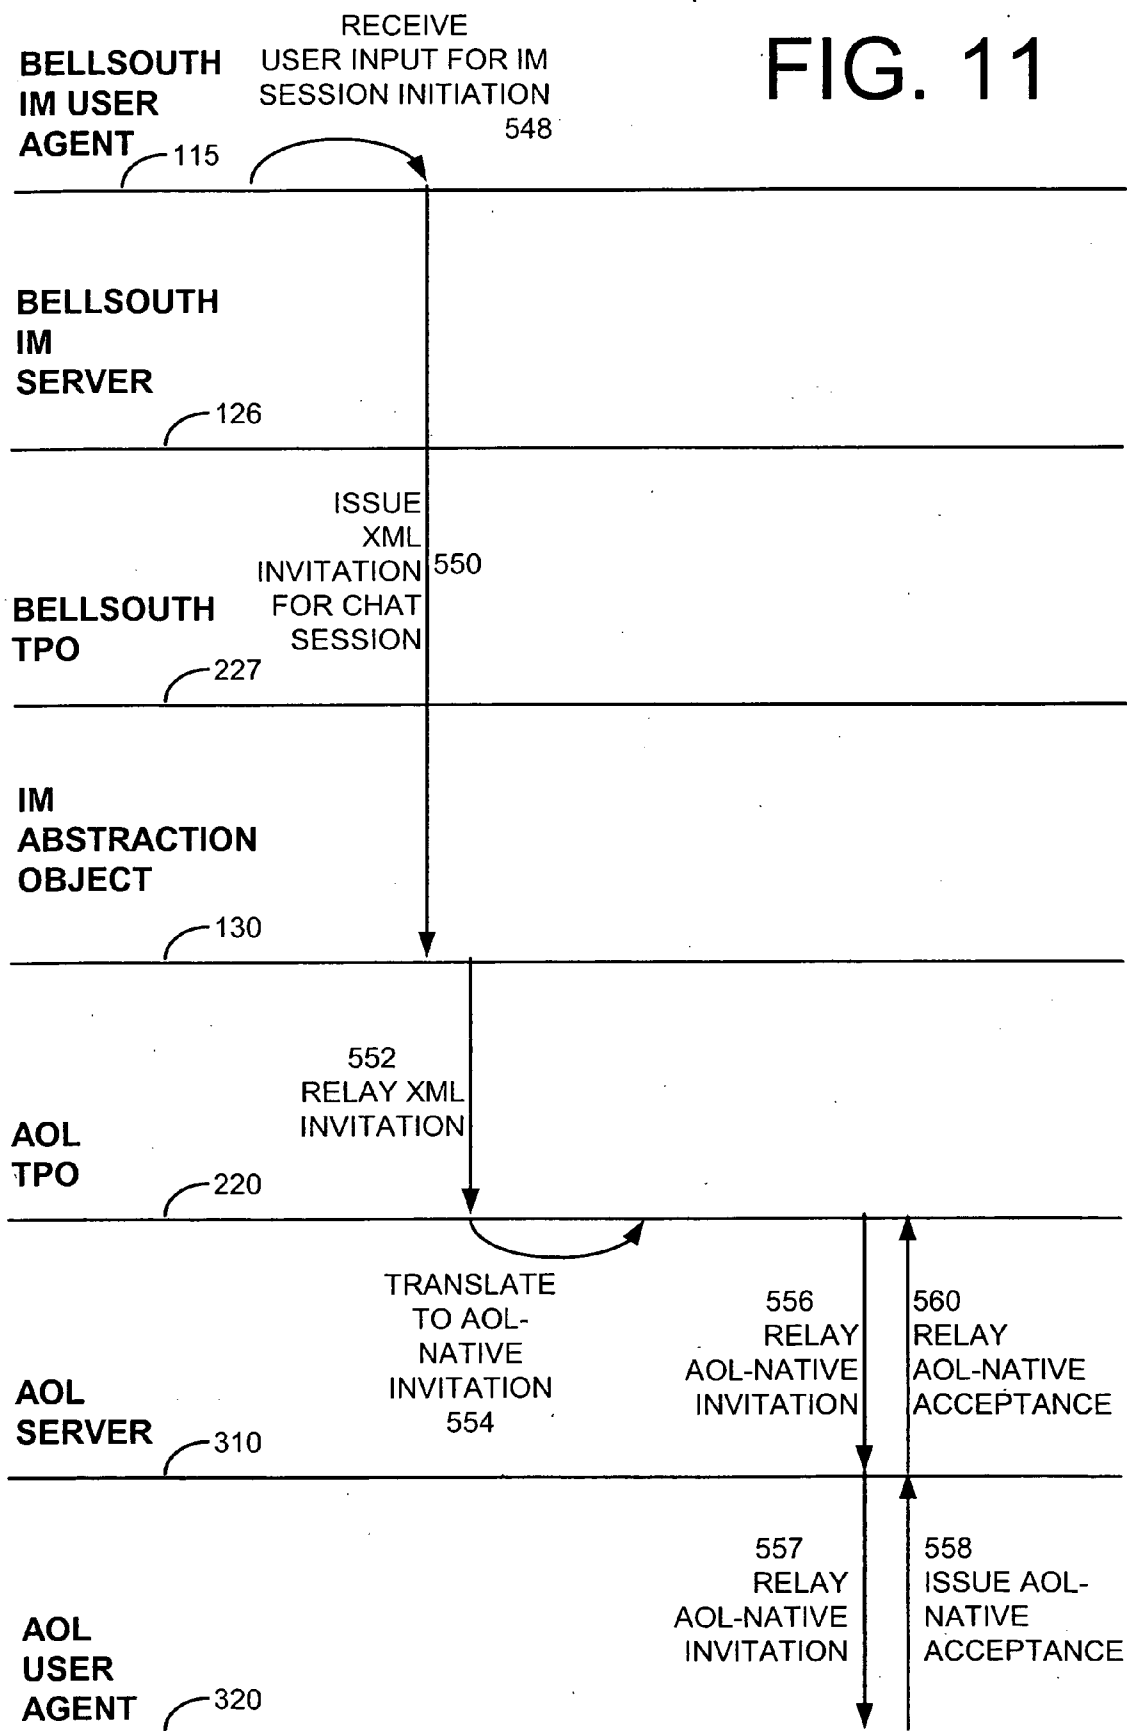 FIG. 11
BELLSOUTH
IM USER
AGENT
115
RECEIVE
USER INPUT FOR IM
SESSION INITIATION
548
BELLSOUTH
IM
SERVER
126
ISSUE
XML
INVITATION
FOR CHAT
SESSION
550
BELLSOUTH
TPO
227
IM
ABSTRACTION
OBJECT
130
552
RELAY XML
INVITATION
AOL
TPO
220
TRANSLATE
TO AOL-
NATIVE
INVITATION
554
556
RELAY
AOL-NATIVE
INVITATION
560
RELAY
AOL-NATIVE
ACCEPTANCE
AOL
SERVER
310
557
RELAY
AOL-NATIVE
INVITATION
558
ISSUE AOL-
NATIVE
ACCEPTANCE
AOL
USER
AGENT
320